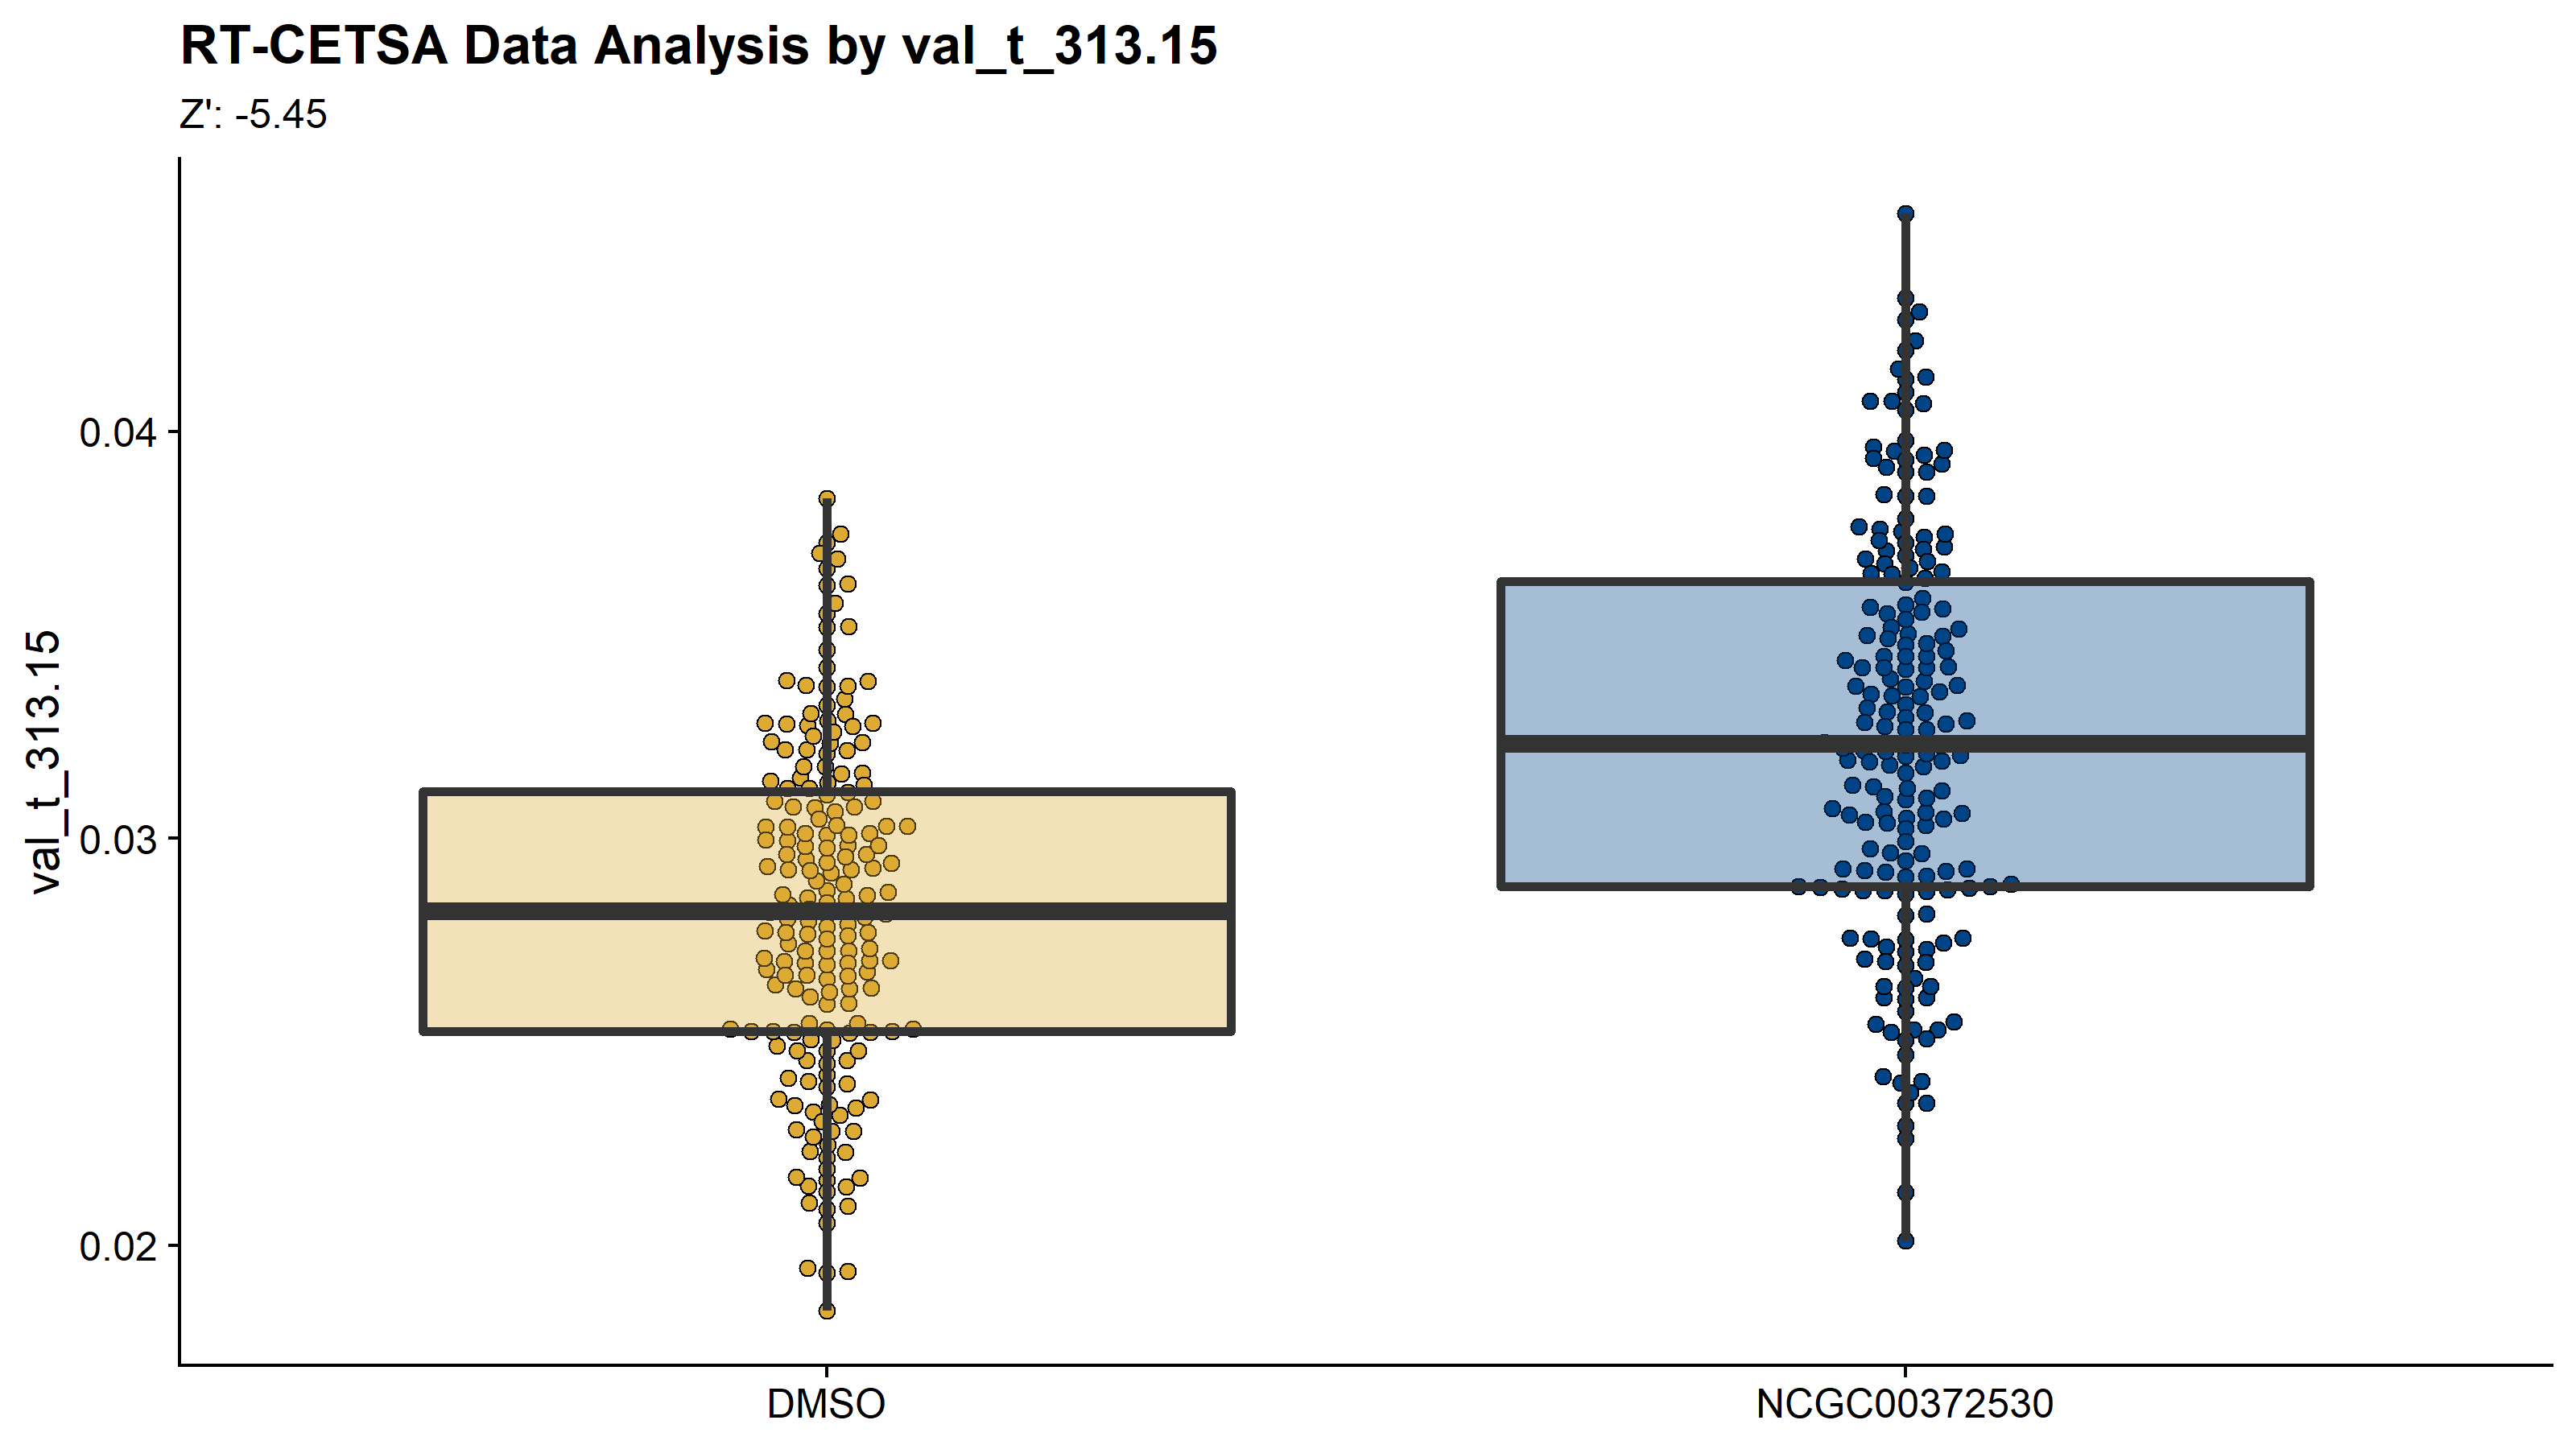 RT-CETSA Data Analysis by val_t_313.15
Z': -5.45
val_t_313.15
0.04
0.03
0.02
DMSO
NCGC00372530